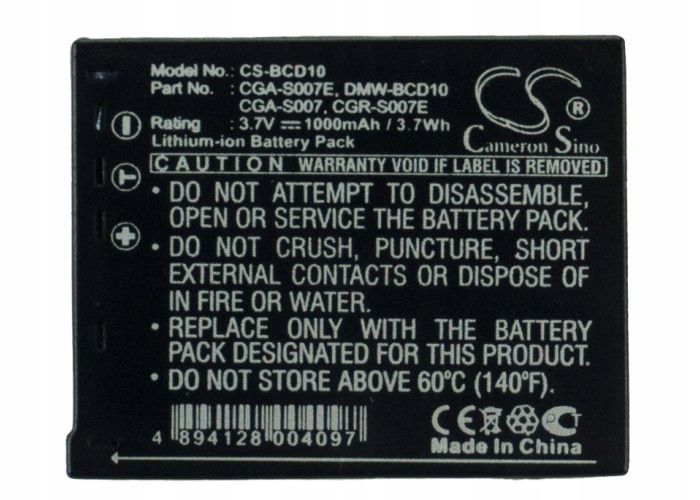 Model No.: CS-BCD10
Part No. : CGA-S007E, DMW-BCD10
CGA-S007, CGR-S007E
Rating : 3.7V ⎓ 1000mAh / 3.7Wh
Lithium-ion Battery Pack
CS®
Cameron Sino
CAUTION WARRANTY VOID IF LABEL IS REMOVED
• DO NOT ATTEMPT TO DISASSEMBLE,
OPEN OR SERVICE THE BATTERY PACK.
• DO NOT CRUSH, PUNCTURE, SHORT
EXTERNAL CONTACTS OR DISPOSE OF
IN FIRE OR WATER.
• REPLACE ONLY WITH THE BATTERY
PACK DESIGNATED FOR THIS PRODUCT.
• DO NOT STORE ABOVE 60ºC (140ºF).
− T +
4 894128 004097
CE
Made In China